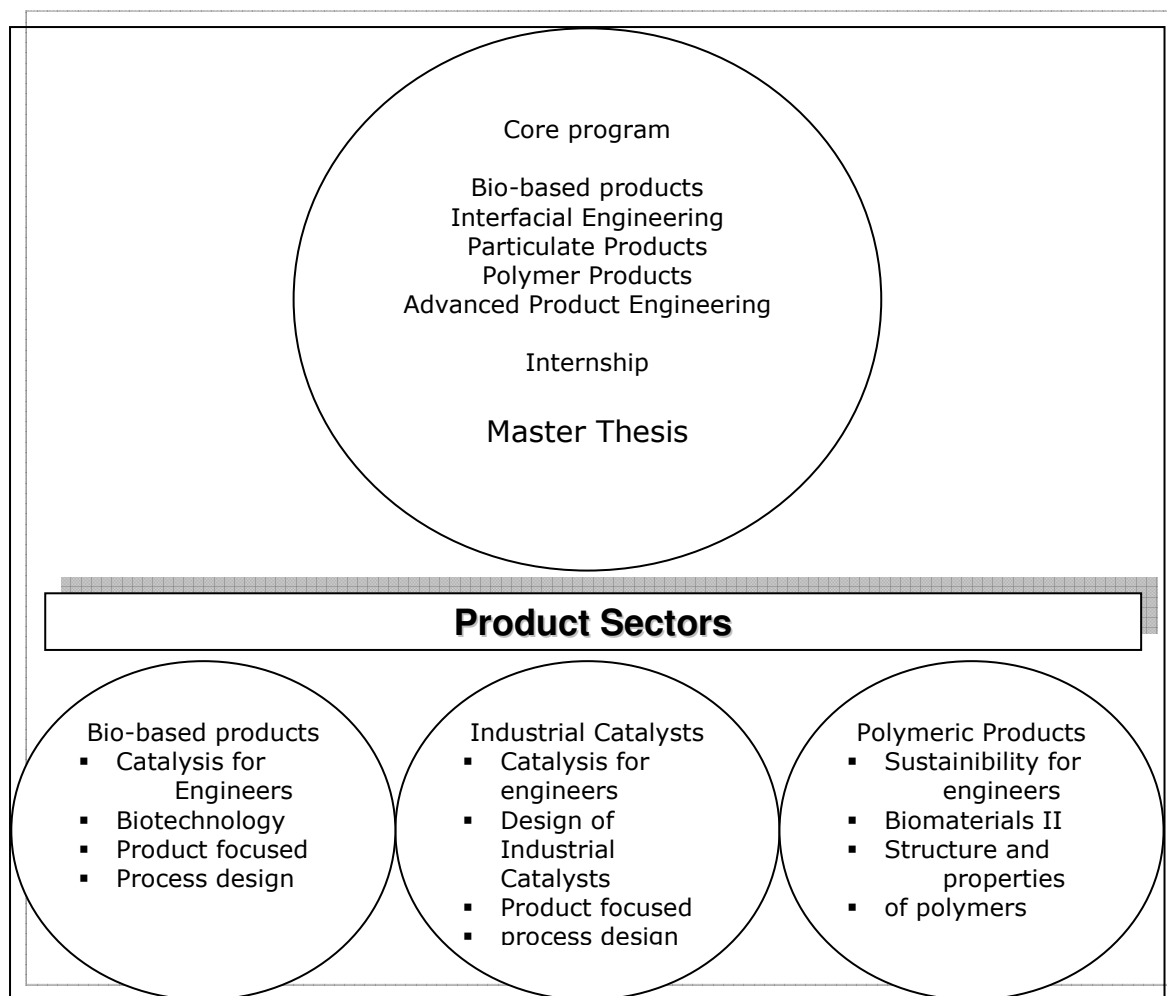 Core program
Bio-based products
Interfacial Engineering
Particulate Products
Polymer Products
Advanced Product Engineering
Internship
Master Thesis
Product Sectors
Bio-based products
▪ Catalysis for
Engineers
▪ Biotechnology
▪ Product focused
▪ Process design
Industrial Catalysts
▪ Catalysis for
engineers
▪ Design of
Industrial
Catalysts
▪ Product focused
▪ process design
Polymeric Products
▪ Sustainibility for
engineers
▪ Biomaterials II
▪ Structure and
properties
▪ of polymers